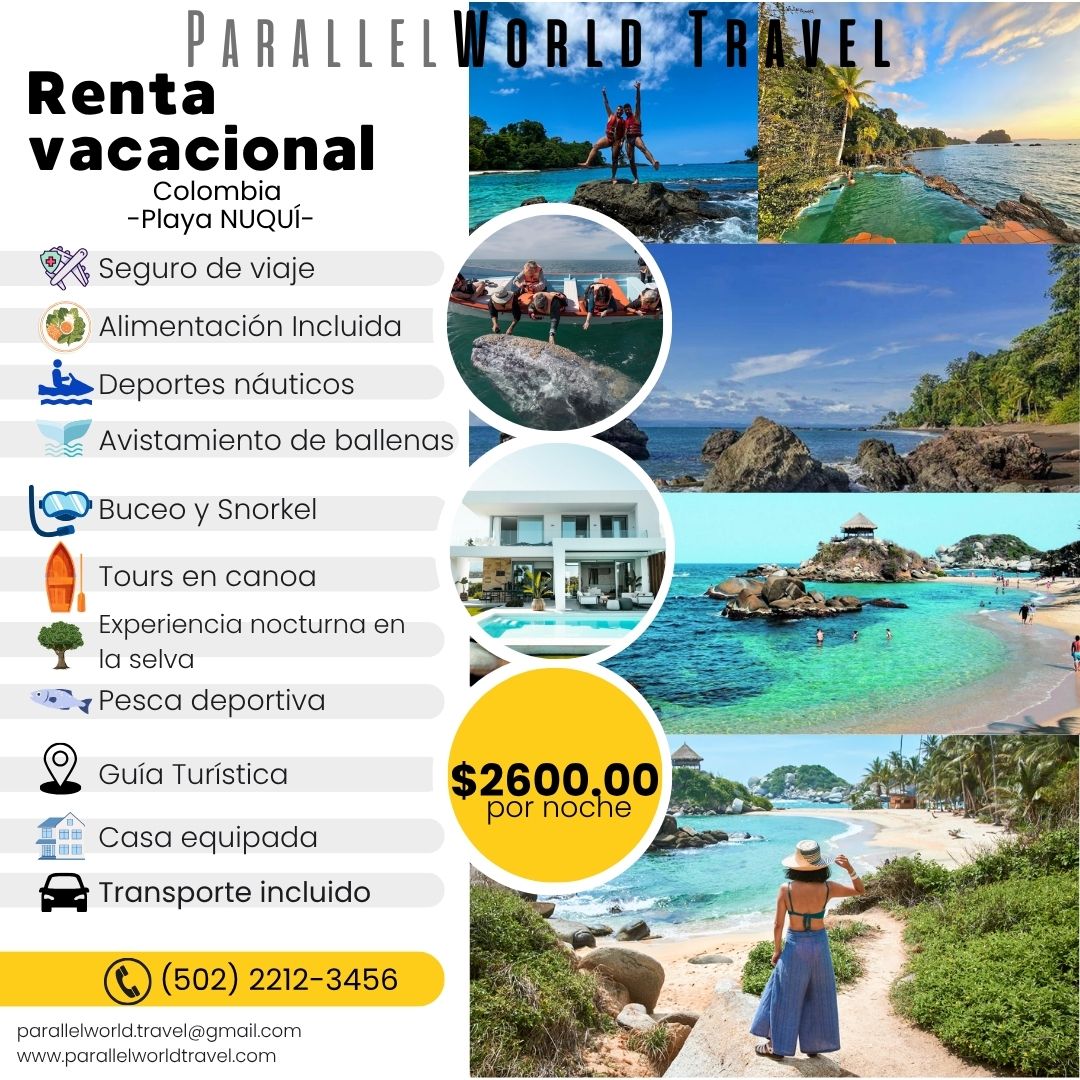 PARALLELWORLD TRAVEL
Renta
vacacional
Colombia
-Playa NUQUÍ-
Seguro de viaje
Alimentación Incluida
Deportes náuticos
Avistamiento de ballenas
Buceo y Snorkel
Tours en canoa
Experiencia nocturna en
la selva
Pesca deportiva
Guía Turística
Casa equipada
Transporte incluido
$2600.00
por noche
(502) 2212-3456
parallelworld.travel@gmail.com
www.parallelworldtravel.com